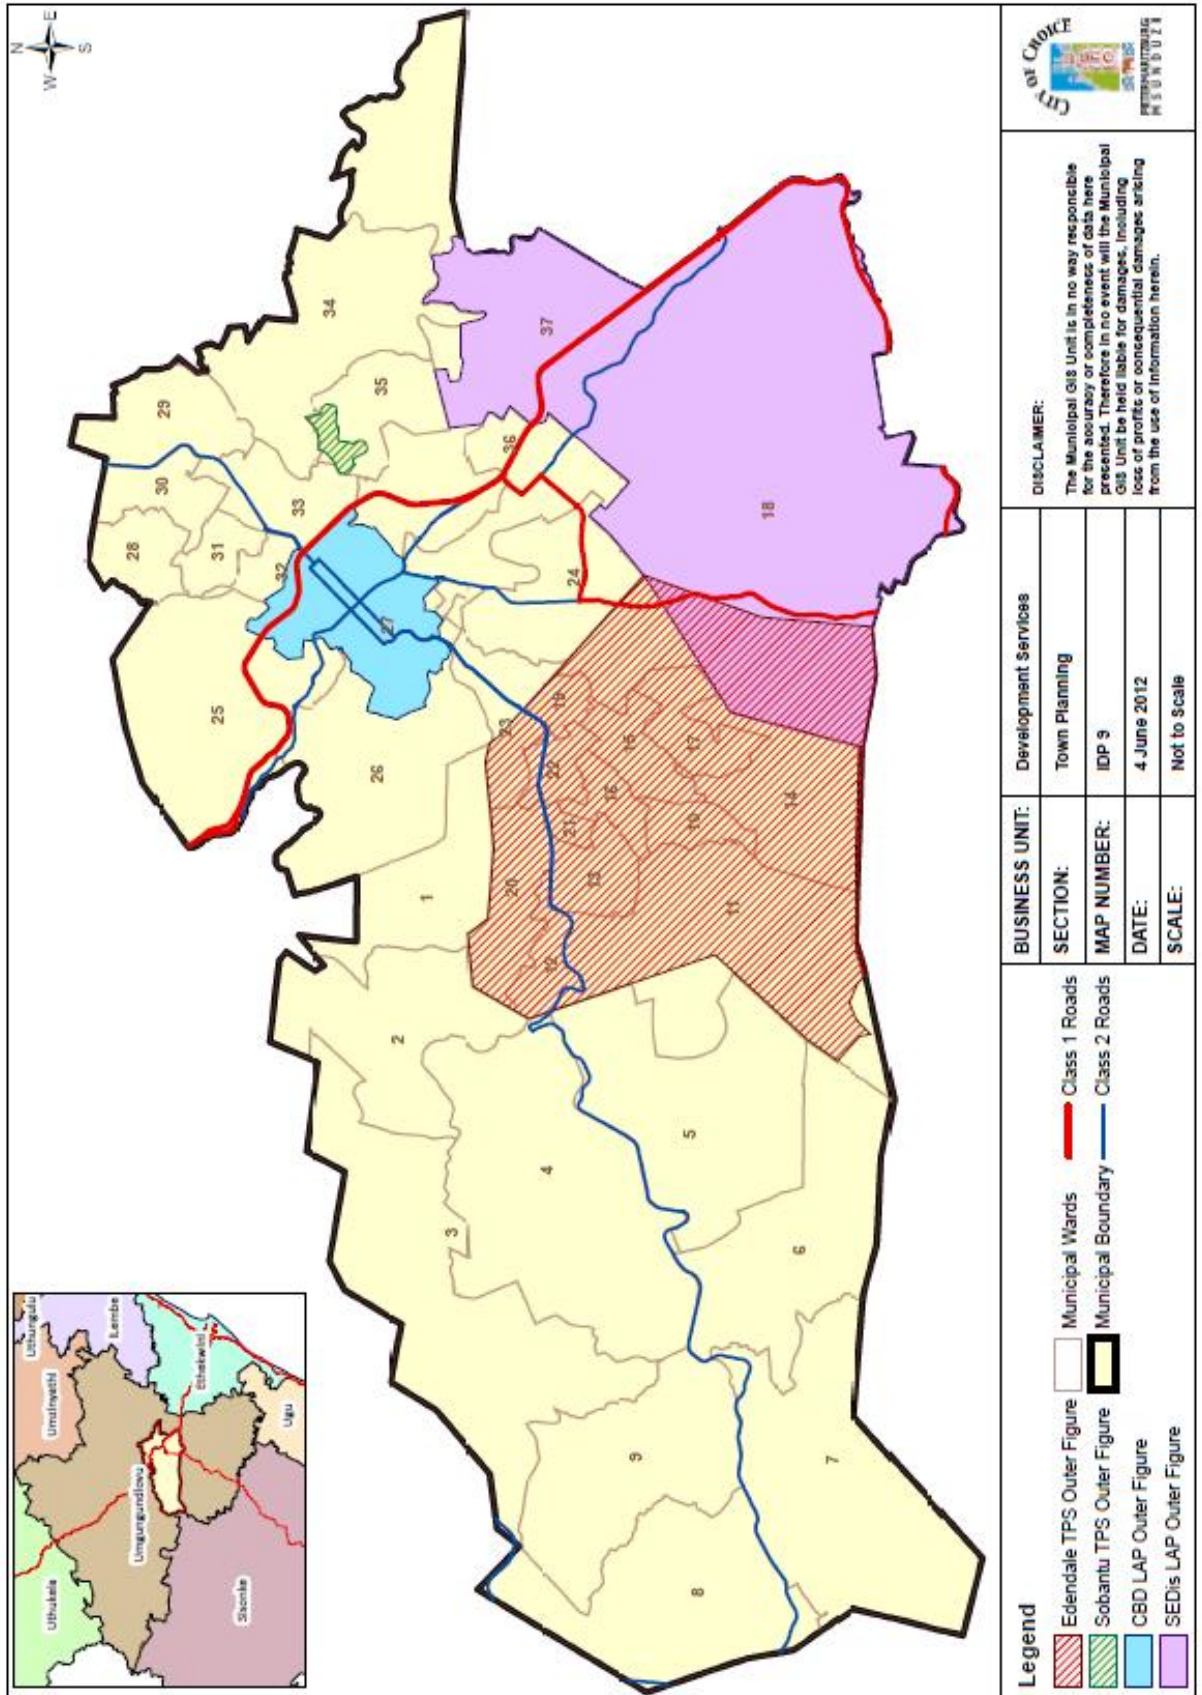 N
W E
S
Uthungulu
Umzinyathi
iLembe
Uthukela
Ethekwini
Umgungundlovu
Ugu
Sisonke
29
30
28
34
31
33
35
32
25
27
37
36
26
24
18
23
19
22
15
17
1
20
21
16
13
10
14
12
11
2
3
4
5
6
9
7
8
Legend
Edendale TPS Outer Figure
Sobantu TPS Outer Figure
CBD LAP Outer Figure
SEDis LAP Outer Figure
Municipal Wards
Municipal Boundary
Class 1 Roads
Class 2 Roads
BUSINESS UNIT: Development Services
SECTION: Town Planning
MAP NUMBER: IDP 9
DATE: 4 June 2012
SCALE: Not to Scale
DISCLAIMER:
The Municipal GIS Unit is in no way responsible
for the accuracy or completeness of data here
presented. Therefore in no event will the Municipal
GIS Unit be held liable for damages, including
loss of profits or consequential damages arising
from the use of information herein.
CITY OF CHOICE
PIETERMARITZBURG
MSUNDUZI